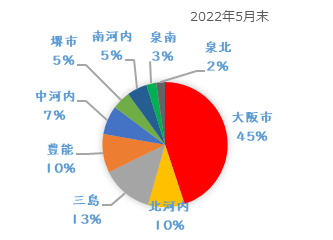 2022年5月末
大阪市
45%
北河内
10%
三島
13%
豊能
10%
中河内
7%
堺市
5%
南河内
5%
泉南
3%
泉北
2%